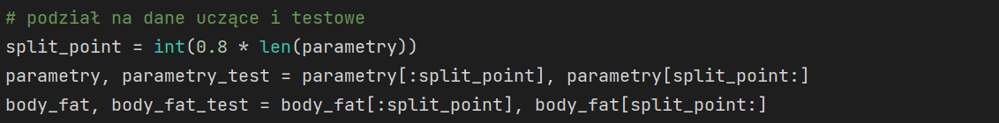 # podział na dane uczące i testowe
split_point = int(0.8 * len(parametry))
parametry, parametry_test = parametry[:split_point], parametry[split_point:]
body_fat, body_fat_test = body_fat[:split_point], body_fat[split_point:]